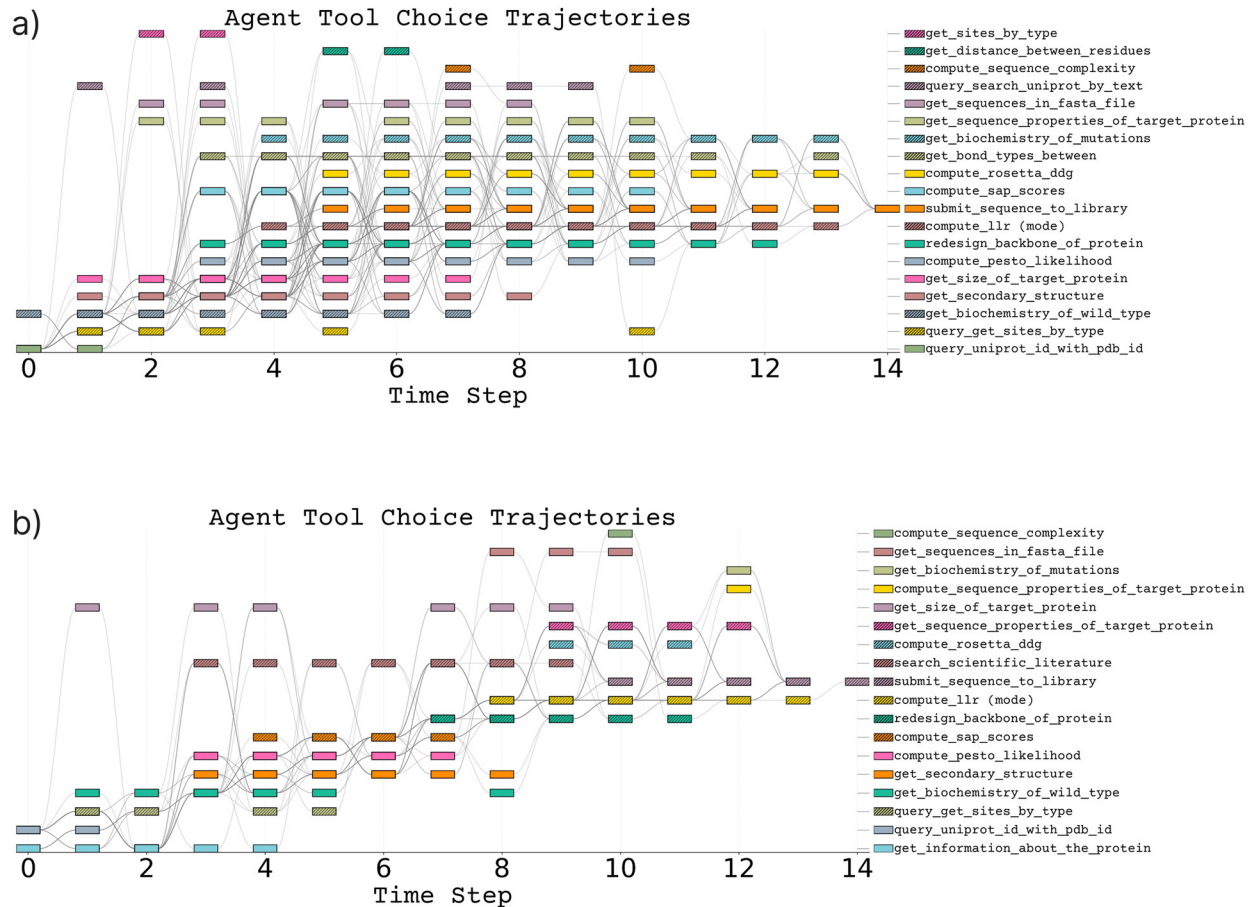 a)
Agent Tool Choice Trajectories
get_sites_by_type
get_distance_between_residues
compute_sequence_complexity
query_search_uniprot_by_text
get_sequences_in_fasta_file
get_sequence_properties_of_target_protein
get_biochemistry_of_mutations
get_bond_types_between
compute_rosetta_ddg
compute_sap_scores
submit_sequence_to_library
compute_llr (mode)
redesign_backbone_of_protein
compute_pesto_likelihood
get_size_of_target_protein
get_secondary_structure
get_biochemistry_of_wild_type
query_get_sites_by_type
query_uniprot_id_with_pdb_id
0 2 4 6 8 10 12 14
Time Step
b)
Agent Tool Choice Trajectories
compute_sequence_complexity
get_sequences_in_fasta_file
get_biochemistry_of_mutations
compute_sequence_properties_of_target_protein
get_size_of_target_protein
get_sequence_properties_of_target_protein
compute_rosetta_ddg
search_scientific_literature
submit_sequence_to_library
compute_llr (mode)
redesign_backbone_of_protein
compute_sap_scores
compute_pesto_likelihood
get_secondary_structure
get_biochemistry_of_wild_type
query_get_sites_by_type
query_uniprot_id_with_pdb_id
get_information_about_the_protein
0 2 4 6 8 10 12 14
Time Step